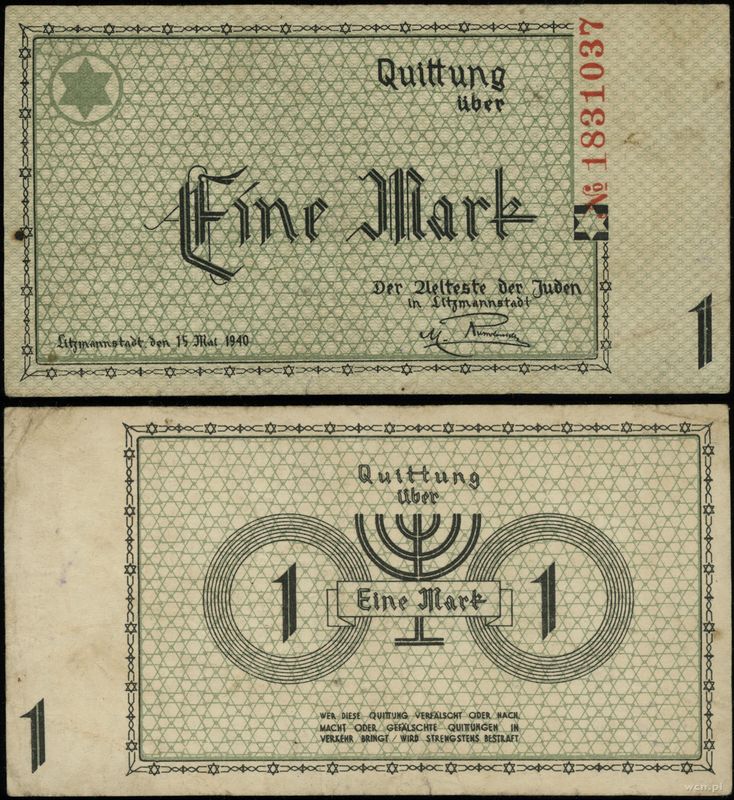 Quittung
über
№ 1831037
Eine Mark
Der Aelteste der Juden
in Litzmannstadt
Litzmannstadt, den 15. Mai 1940
1
Quittung
über
1
Eine Mark
1
WER DIESE QUITTUNG VERFÄLSCHT ODER NACH,
MACHT ODER GEFÄLSCHTE QUITTUNGEN IN
VERKEHR BRINGT, WIRD STRENGSTENS BESTRAFT
1
wcn.pl